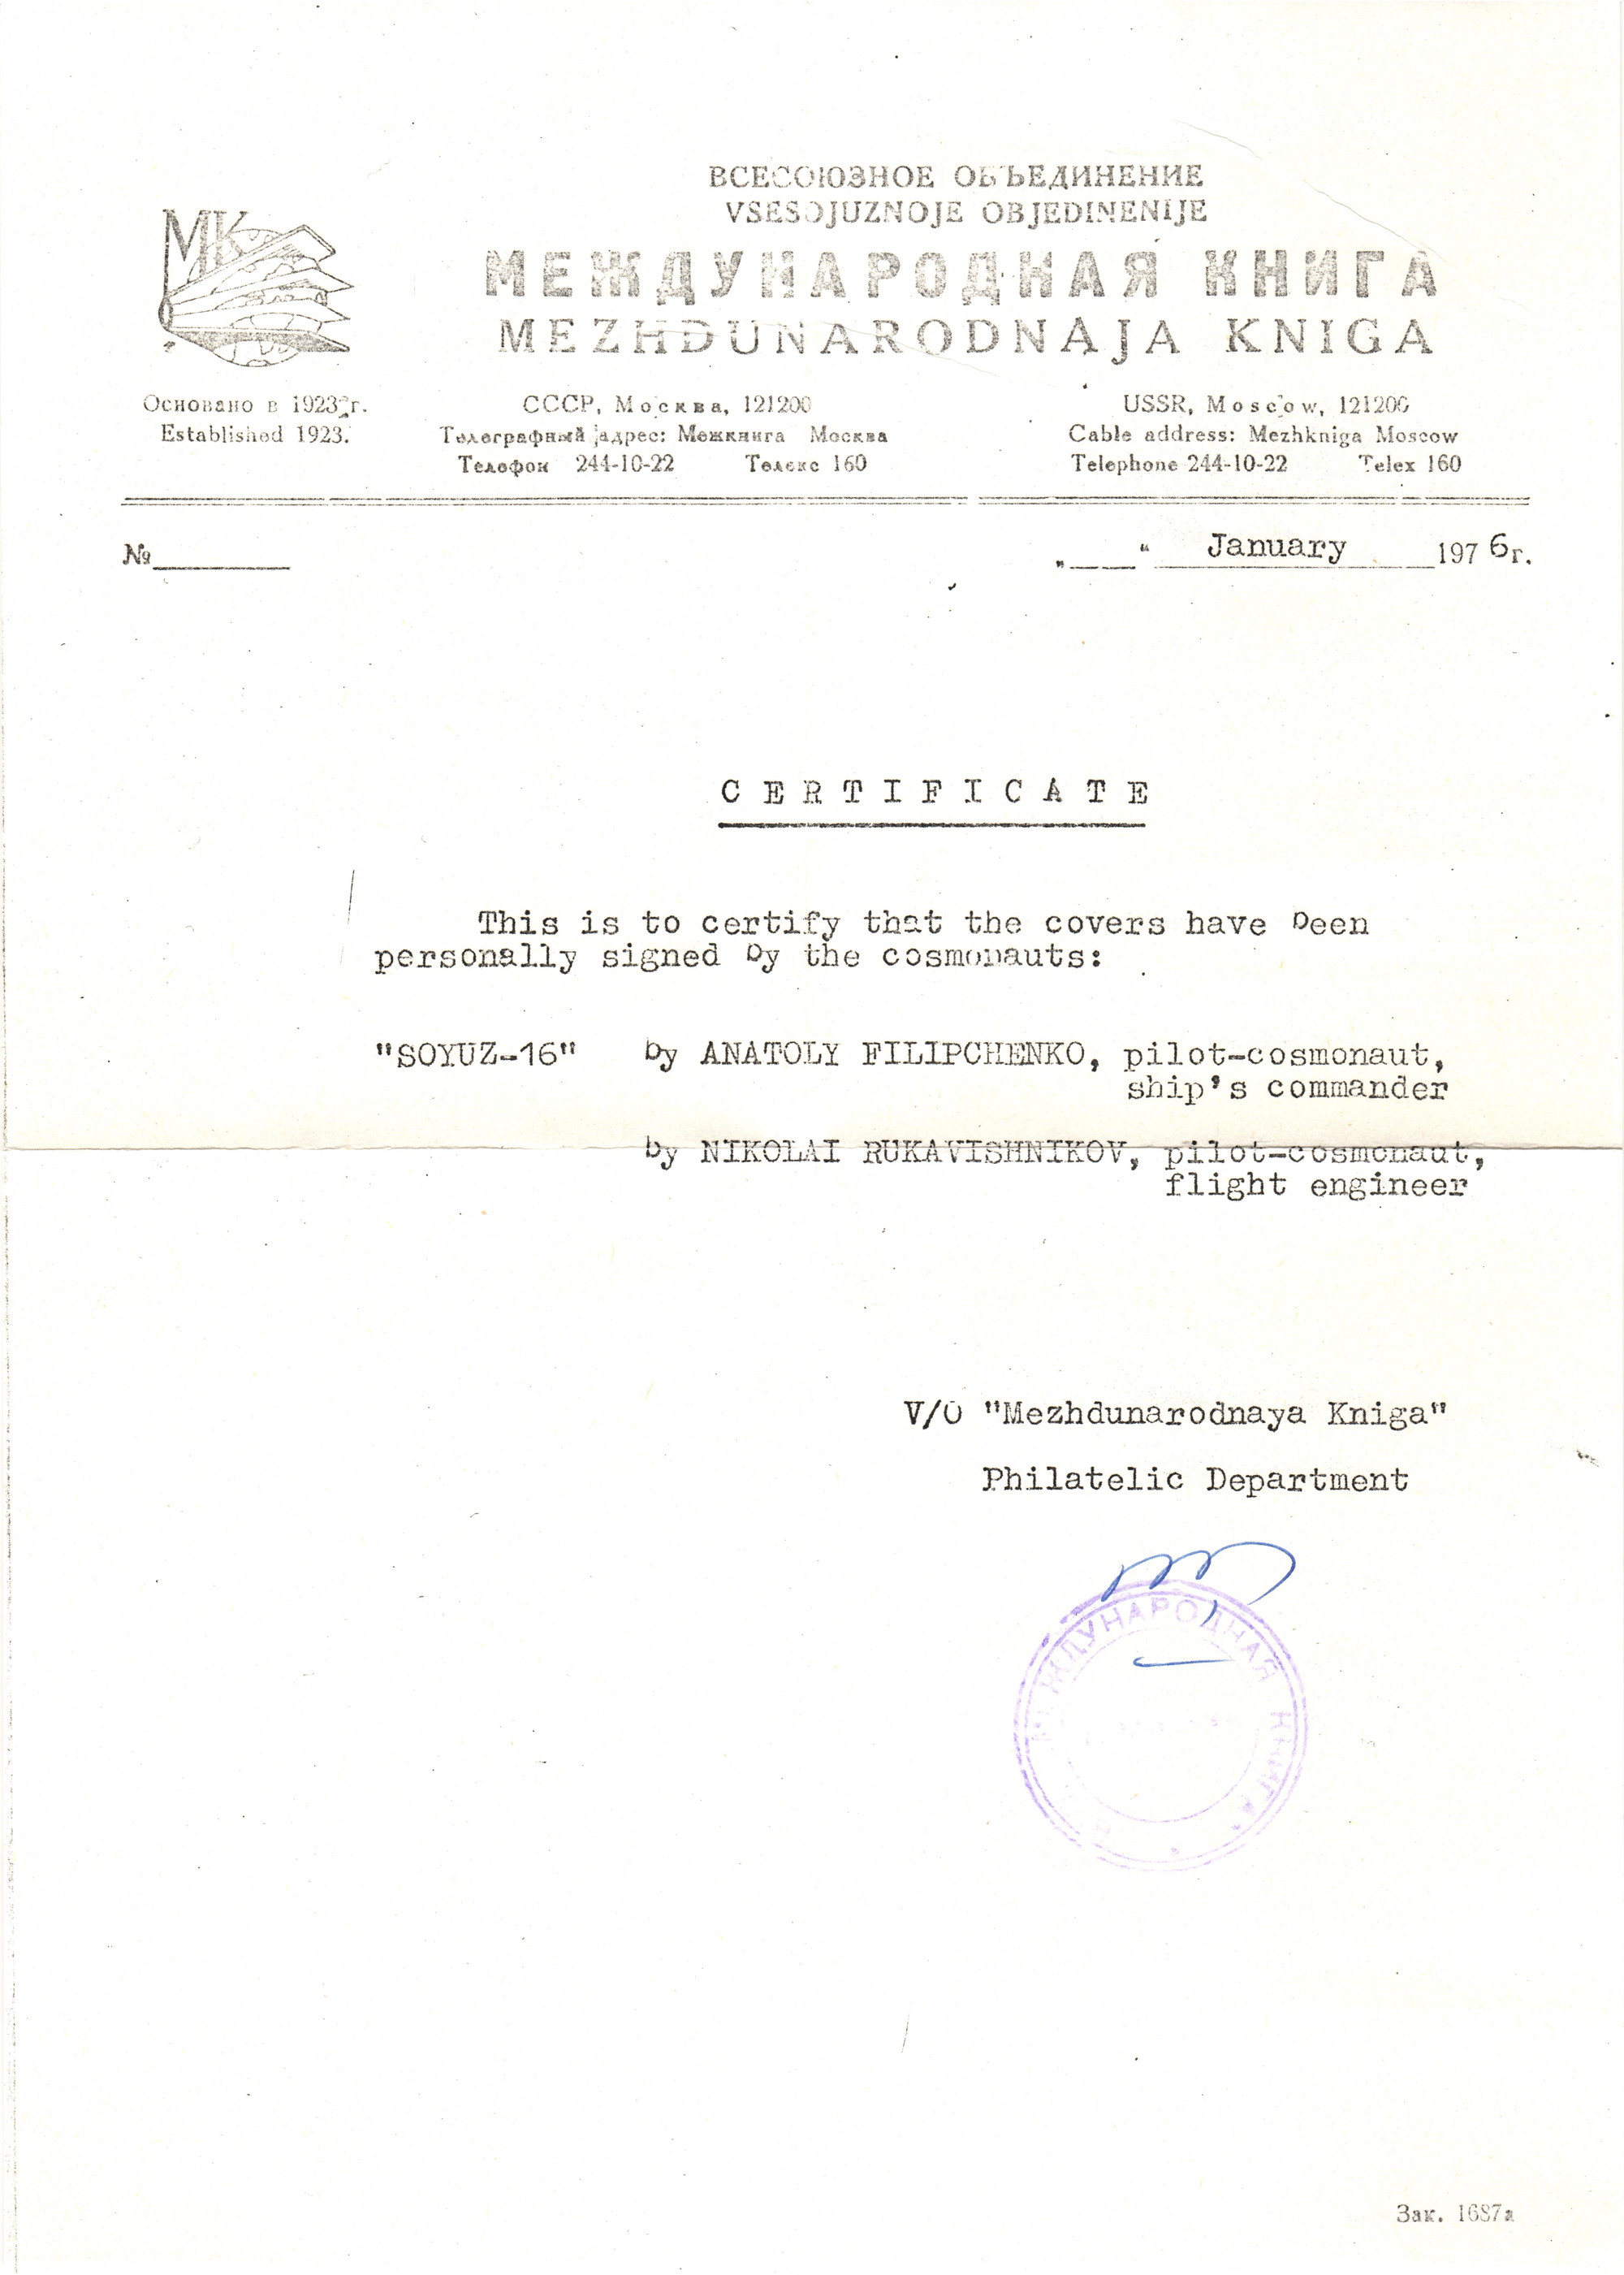 ВСЕСОЮЗНОЕ ОБЪЕДИНЕНИЕ
VSESOJUZNOJE OBJEDINENIJE
МК
МЕЖДУНАРОДНАЯ КНИГА
MEZHDUNARODNAJA KNIGA
Основано в 1923 г.
Established 1923.
СССР, Москва, 121200
Телеграфный адрес: Межкнига Москва
Телефон 244-10-22 Телекс 160
USSR, Moscow, 121200
Cable address: Mezhkniga Moscow
Telephone 244-10-22 Telex 160
№______ „____“ January 1976г.
CERTIFICATE
This is to certify that the covers have been
personally signed by the cosmonauts:
"SOYUZ-16" by ANATOLY FILIPCHENKO, pilot-cosmonaut,
ship's commander
by NIKOLAI RUKAVISHNIKOV, pilot-cosmonaut,
flight engineer
V/O "Mezhdunarodnaya Kniga"
Philatelic Department
МЕЖДУНАРОДНАЯ КНИГА
Зак. 1687а